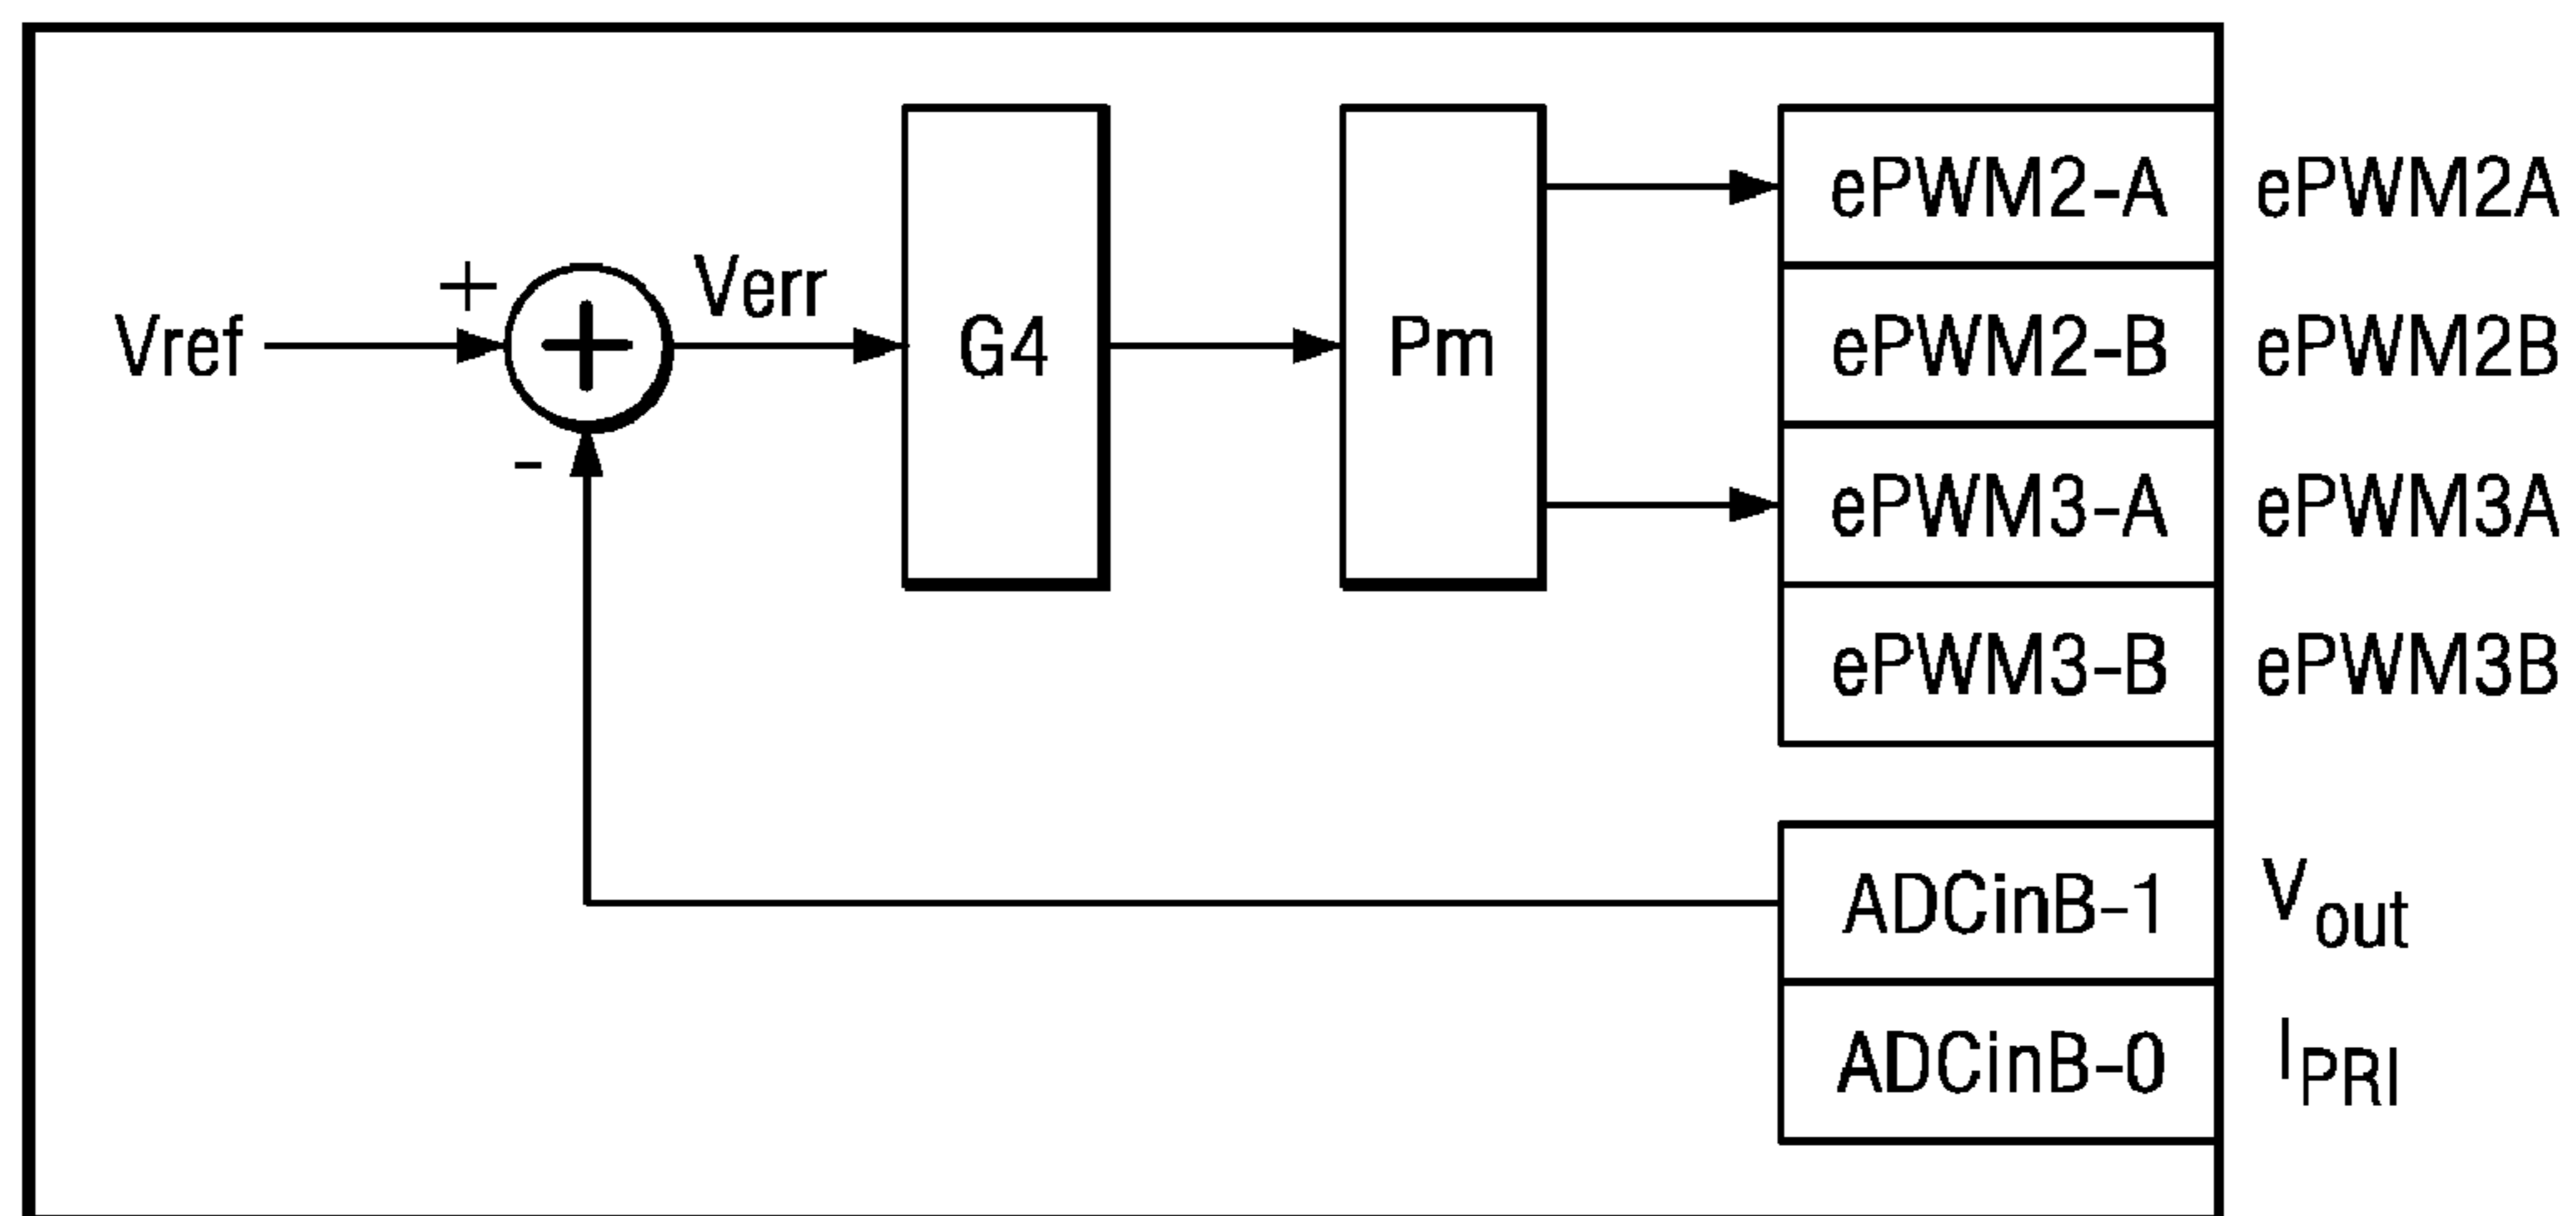 ePWM2-A ePWM2A
+ Verr
Vref + G4 Pm ePWM2-B ePWM2B
-
ePWM3-A ePWM3A
ePWM3-B ePWM3B
ADCinB-1 Vout
ADCinB-0 IPRI